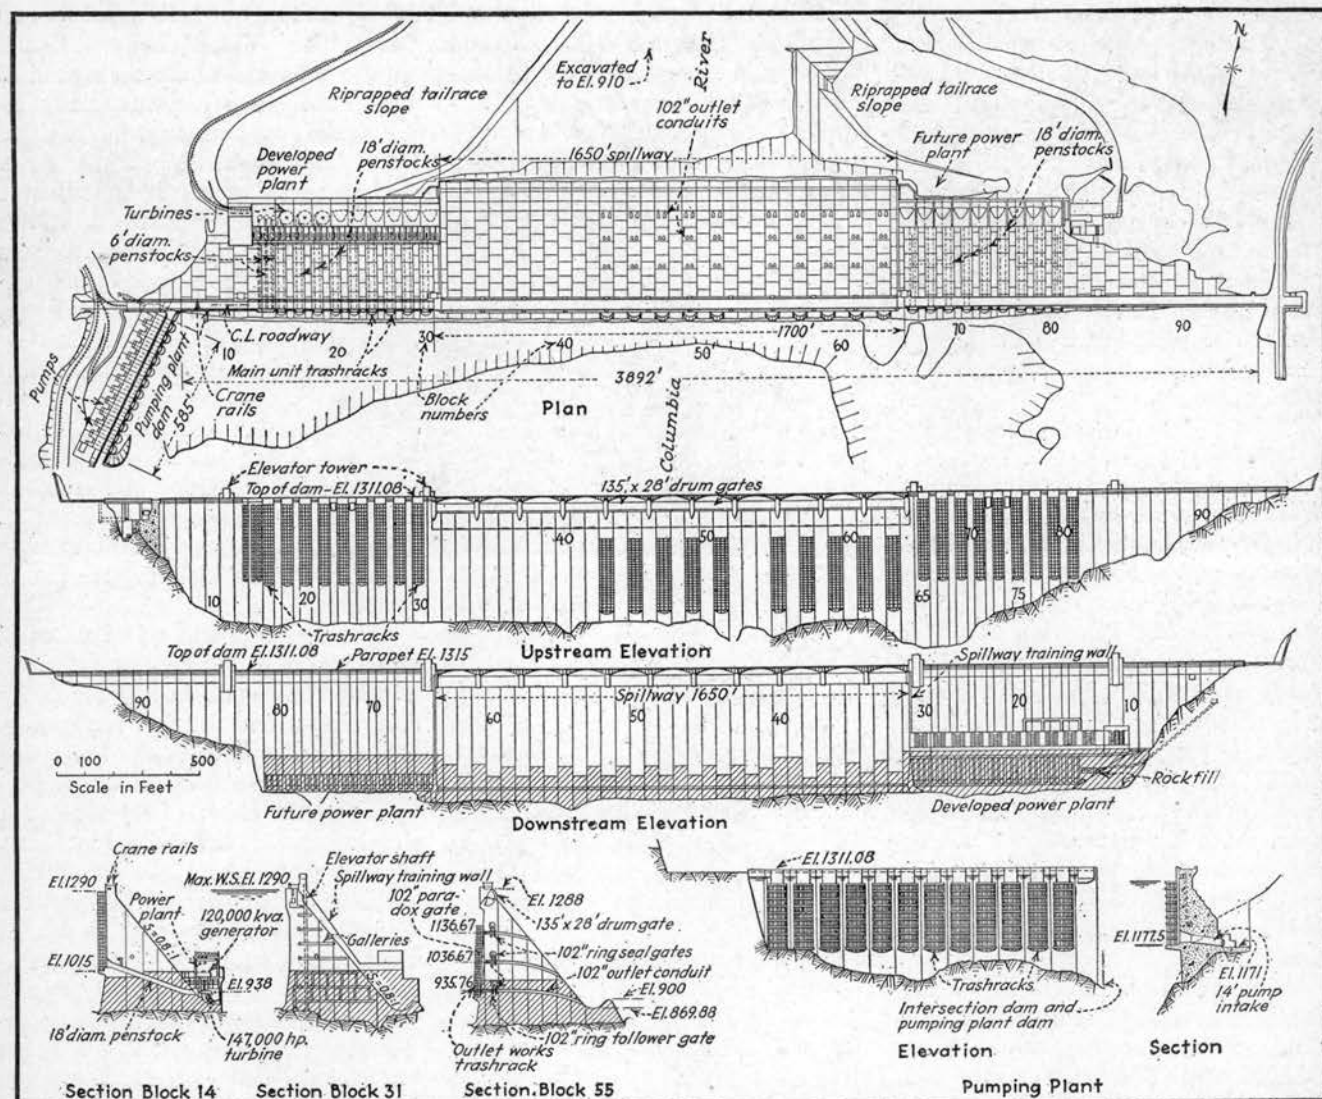 N
Excavated
to El. 910
River
Riprapped tailrace
slope
Riprapped tailrace
slope
102" outlet
conduits
Developed
power
plant
18' diam.
penstocks
1650' spillway
Future power
plant
18' diam.
penstocks
Turbines
6' diam.
penstocks
Pumps
Pumping plant
dam
585'
C.L. roadway
10
20
30
40
50
60
70
80
90
1700'
Main unit trashracks
Crane
rails
Block
numbers
3892'
Plan
Columbia
Elevator tower
Top of dam-El. 1311.08
135' x 28' drum gates
10
20
30
40
50
60
65
70
75
80
90
Trashracks
Upstream Elevation
Top of dam El. 1311.08
Parapet El. 1315
Spillway training wall
Spillway 1650'
90
80
70
60
50
40
30
20
10
0 100 500
Scale in Feet
Future power plant
Downstream Elevation
Developed power plant
Rock fill
Crane rails
El. 1290
Power
plant
S=0.8:1
120,000 kva.
generator
El. 1015
El. 938
18' diam. penstock
147,000 hp.
turbine
Section Block 14
Elevator shaft
Spillway training wall
Max. W.S. El. 1290
Galleries
S=0.8:1
Section Block 31
102" para-
dox gate
El. 1288
135' x 28' drum gate
1136.67
1036.67
935.76
102" ring seal gates
102" outlet conduit
El. 900
El. 869.88
102" ring follower gate
Outlet works
trashrack
Section. Block 55
El. 1311.08
Trashracks
Intersection dam and
pumping plant dam
Elevation
El. 1177.5
El. 1171
14' pump
intake
Section
Pumping Plant